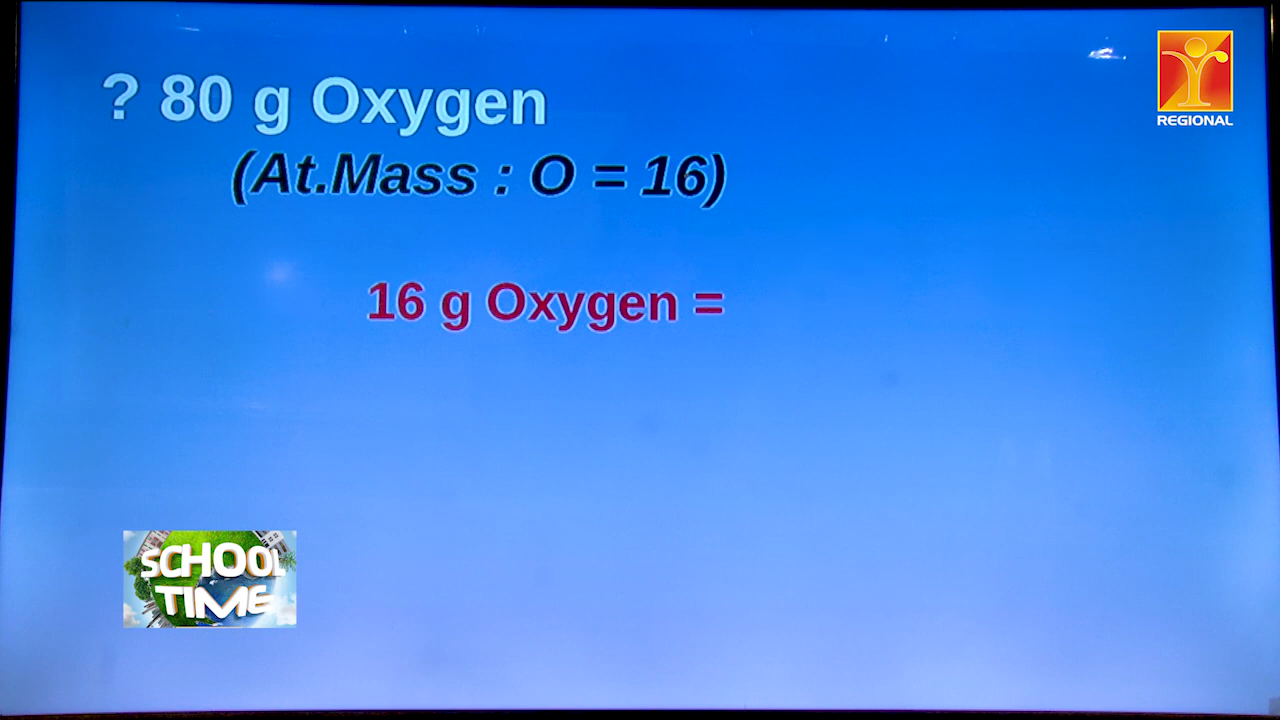 ? 80 g Oxygen
(At.Mass : O = 16)
16 g Oxygen =
REGIONAL
SCHOOL
TIME